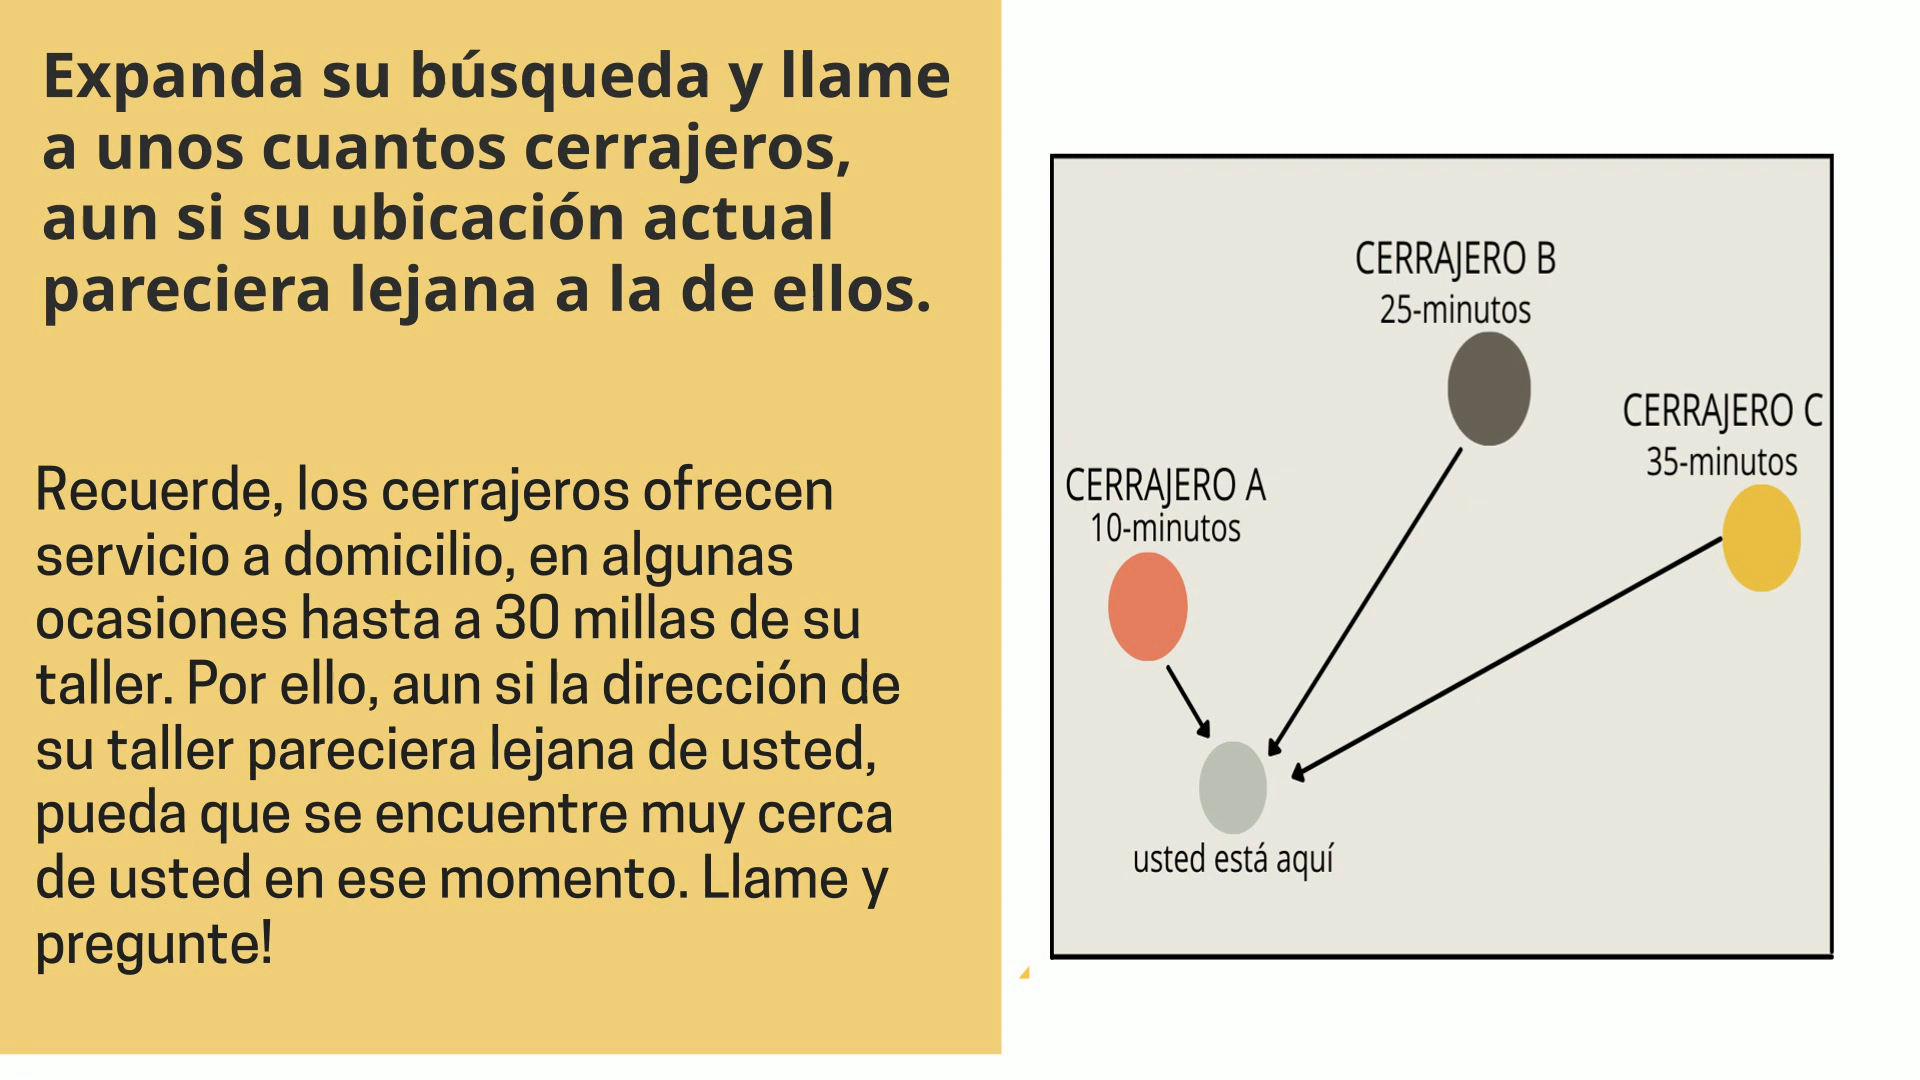 Expanda su búsqueda y llame
a unos cuantos cerrajeros,
aun si su ubicación actual
pareciera lejana a la de ellos.
Recuerde, los cerrajeros ofrecen
servicio a domicilio, en algunas
ocasiones hasta a 30 millas de su
taller. Por ello, aun si la dirección de
su taller pareciera lejana de usted,
pueda que se encuentre muy cerca
de usted en ese momento. Llame y
pregunte!
CERRAJERO B
25-minutos
CERRAJERO C
35-minutos
CERRAJERO A
10-minutos
usted está aquí